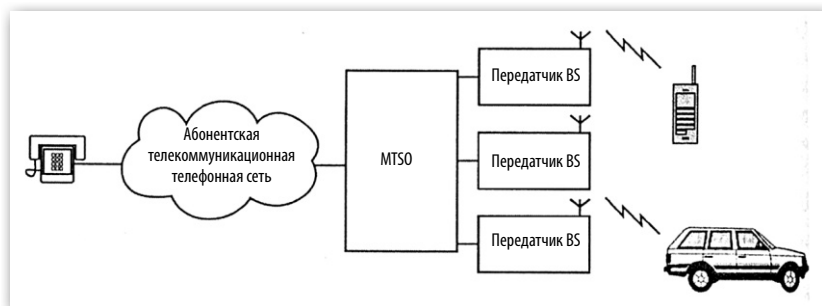 Абонентская
телекоммуникационная
телефонная сеть
MTSO
Передатчик BS
Передатчик BS
Передатчик BS